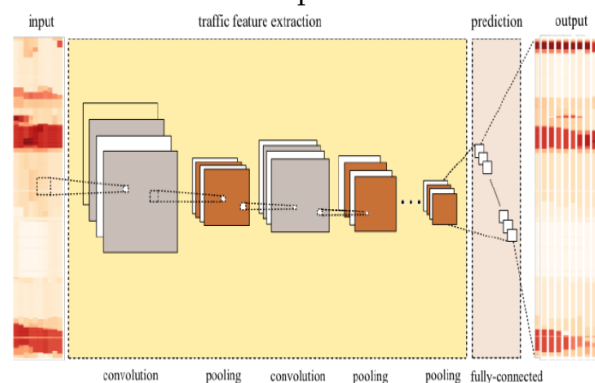 input traffic feature extraction prediction output
convolution pooling convolution pooling pooling fully-connected